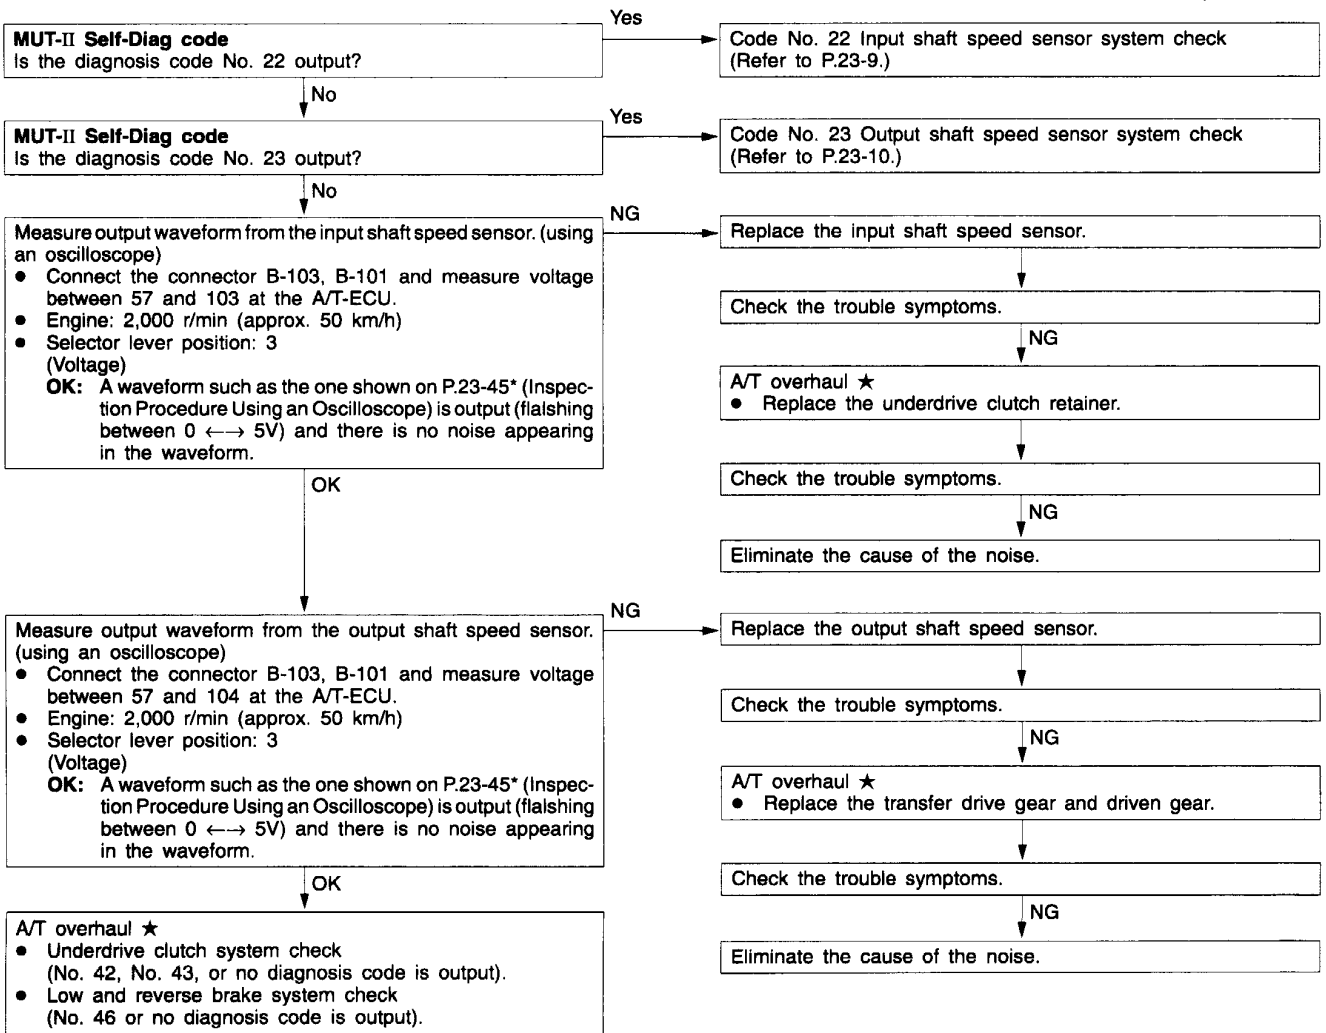 Yes
MUT-II Self-Diag code
Is the diagnosis code No. 22 output?
Code No. 22 Input shaft speed sensor system check
(Refer to P.23-9.)
No
Yes
MUT-II Self-Diag code
Is the diagnosis code No. 23 output?
Code No. 23 Output shaft speed sensor system check
(Refer to P.23-10.)
No
NG
Measure output waveform from the input shaft speed sensor. (using
an oscilloscope)
● Connect the connector B-103, B-101 and measure voltage
between 57 and 103 at the A/T-ECU.
● Engine: 2,000 r/min (approx. 50 km/h)
● Selector lever position: 3
(Voltage)
OK: A waveform such as the one shown on P.23-45* (Inspec-
tion Procedure Using an Oscilloscope) is output (flalshing
between 0 ←→ 5V) and there is no noise appearing
in the waveform.
Replace the input shaft speed sensor.
Check the trouble symptoms.
NG
A/T overhaul ★
● Replace the underdrive clutch retainer.
Check the trouble symptoms.
NG
Eliminate the cause of the noise.
OK
NG
Measure output waveform from the output shaft speed sensor.
(using an oscilloscope)
● Connect the connector B-103, B-101 and measure voltage
between 57 and 104 at the A/T-ECU.
● Engine: 2,000 r/min (approx. 50 km/h)
● Selector lever position: 3
(Voltage)
OK: A waveform such as the one shown on P.23-45* (Inspec-
tion Procedure Using an Oscilloscope) is output (flalshing
between 0 ←→ 5V) and there is no noise appearing
in the waveform.
Replace the output shaft speed sensor.
Check the trouble symptoms.
NG
A/T overhaul ★
● Replace the transfer drive gear and driven gear.
Check the trouble symptoms.
NG
Eliminate the cause of the noise.
OK
A/T overhaul ★
● Underdrive clutch system check
(No. 42, No. 43, or no diagnosis code is output).
● Low and reverse brake system check
(No. 46 or no diagnosis code is output).